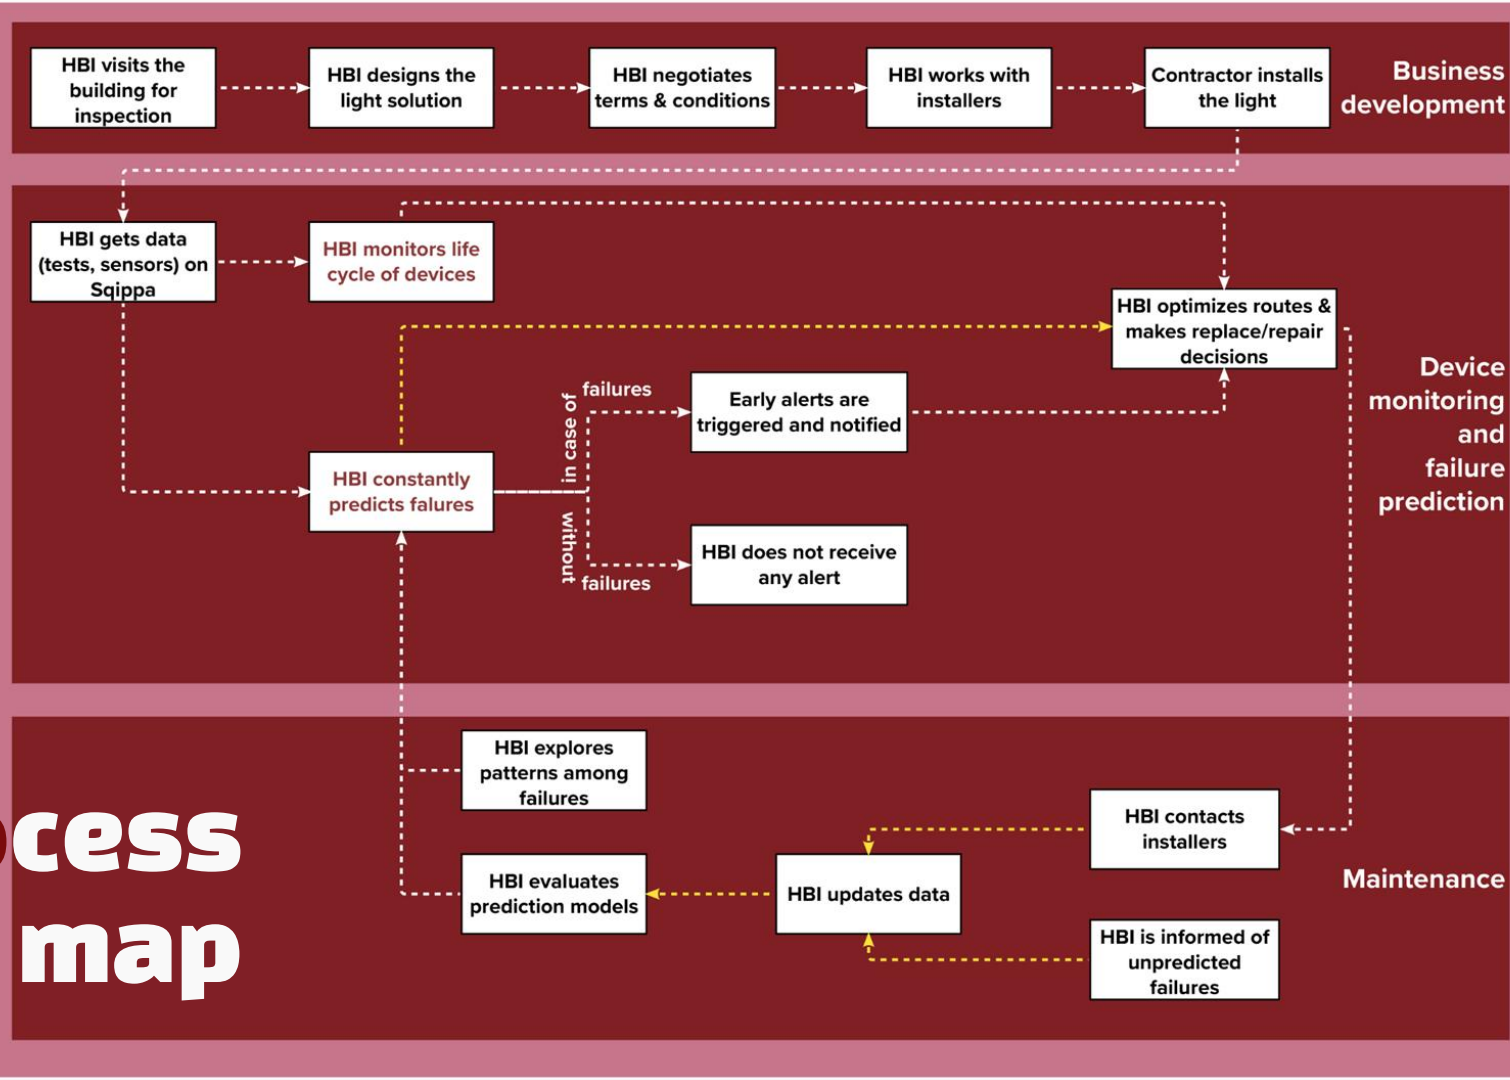 HBI visits the
building for
inspection
HBI designs the
light solution
HBI negotiates
terms & conditions
HBI works with
installers
Contractor installs
the light
Business
development
HBI gets data
(tests, sensors) on
Sqippa
HBI monitors life
cycle of devices
HBI optimizes routes &
makes replace/repair
decisions
Device
monitoring
and
failure
prediction
in case of
failures
Early alerts are
triggered and notified
HBI constantly
predicts falures
without
failures
HBI does not receive
any alert
HBI explores
patterns among
failures
HBI contacts
installers
Maintenance
HBI evaluates
prediction models
HBI updates data
HBI is informed of
unpredicted
failures
ocess
map